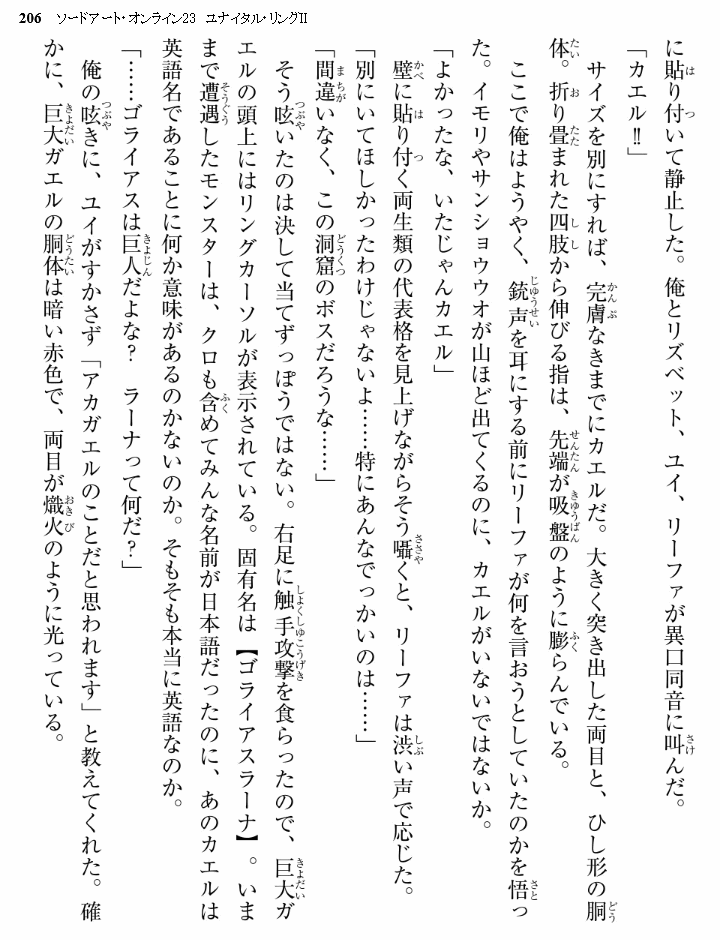 206　ソードアート・オンライン23　ユナイタル・リングII
に貼り付いて静止した。俺とリズベット、ユイ、リーファが異口同音に叫んだ。
「カエル‼」
サイズを別にすれば、完膚なきまでにカエルだ。大きく突き出した両目と、ひし形の胴
体。折り畳まれた四肢から伸びる指は、先端が吸盤のように膨らんでいる。
ここで俺はようやく、銃声を耳にする前にリーファが何を言おうとしていたのかを悟っ
た。イモリやサンショウウオが山ほど出てくるのに、カエルがいないではないか。
「よかったな、いたじゃんカエル」
壁に貼り付く両生類の代表格を見上げながらそう囁くと、リーファは渋い声で応じた。
「別にいてほしかったわけじゃないよ……特にあんなでっかいのは……」
「間違いなく、この洞窟のボスだろうな……」
そう呟いたのは決して当てずっぽうではない。右足に触手攻撃を食らったので、巨大ガ
エルの頭上にはリングカーソルが表示されている。固有名は【ゴライアスラーナ】。いま
まで遭遇したモンスターは、クロも含めてみんな名前が日本語だったのに、あのカエルは
英語名であることに何か意味があるのかないのか。そもそも本当に英語なのか。
「……ゴライアスは巨人だよな？　ラーナって何だ？」
俺の呟きに、ユイがすかさず「アカガエルのことだと思われます」と教えてくれた。確
かに、巨大ガエルの胴体は暗い赤色で、両目が熾火のように光っている。